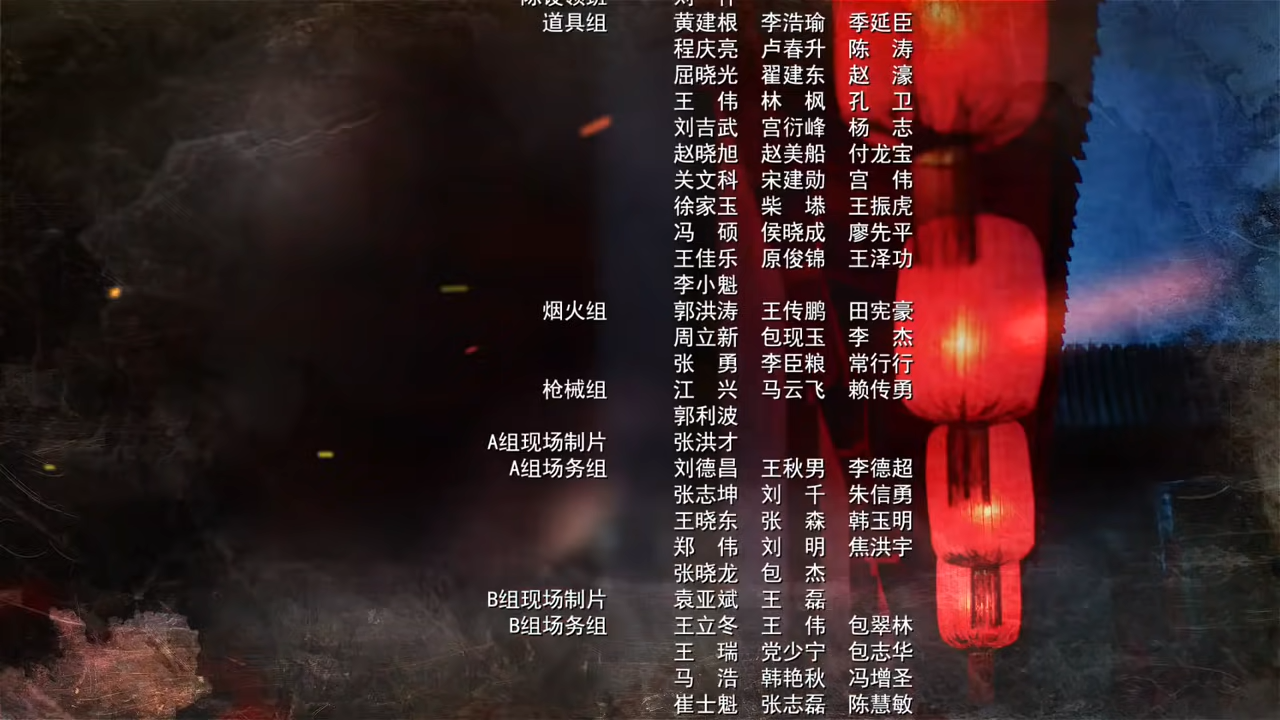 道具组 黄建根 李浩瑜 季延臣
程庆亮 卢春升 陈 涛
屈晓光 翟建东 赵 濠
王 伟 林 枫 孔 卫
刘吉武 宫衍峰 杨 志
赵晓旭 赵美船 付龙宝
关文科 宋建勋 宫 伟
徐家玉 柴 塨 王振虎
冯 硕 侯晓成 廖先平
王佳乐 原俊锦 王泽功
李小魁
烟火组 郭洪涛 王传鹏 田宪豪
周立新 包现玉 李 杰
张 勇 李臣粮 常行行
枪械组 江 兴 马云飞 赖传勇
郭利波
A组现场制片 张洪才
A组场务组 刘德昌 王秋男 李德超
张志坤 刘 千 朱信勇
王晓东 张 森 韩玉明
郑 伟 刘 明 焦洪宇
张晓龙 包 杰
B组现场制片 袁亚斌 王 磊
B组场务组 王立冬 王 伟 包翠林
王 瑞 党少宁 包志华
马 浩 韩艳秋 冯增圣
崔士魁 张志磊 陈慧敏